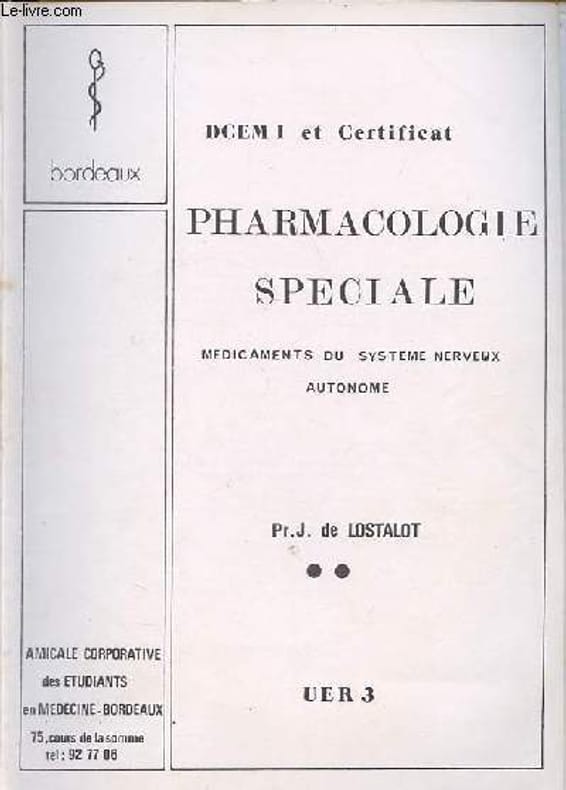 Le-livre.com
bordeaux
DCEM I et Certificat
PHARMACOLOGIE
SPECIALE
MEDICAMENTS DU SYSTEME NERVEUX
AUTONOME
Pr.J. de LOSTALOT
UER 3
AMICALE CORPORATIVE
des ETUDIANTS
en MEDECINE-BORDEAUX
75, cours de la somme
tel : 92 77 06